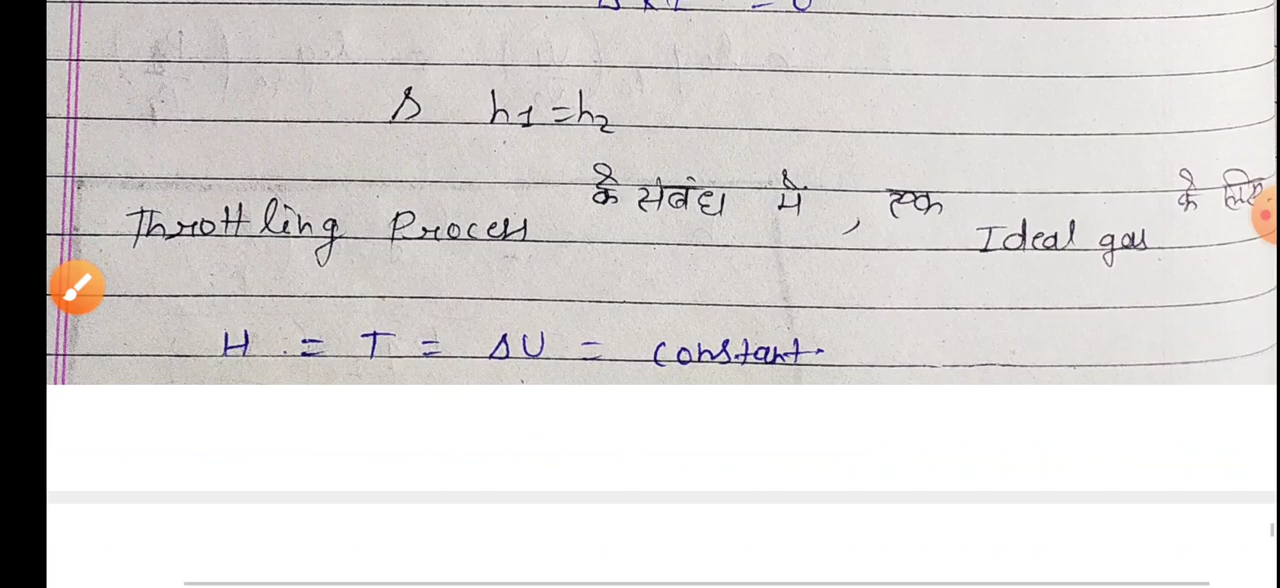 h1 = h2
Throttling Process के संबंध में , एक Ideal gas के लिए
H = T = ΔU = constant.